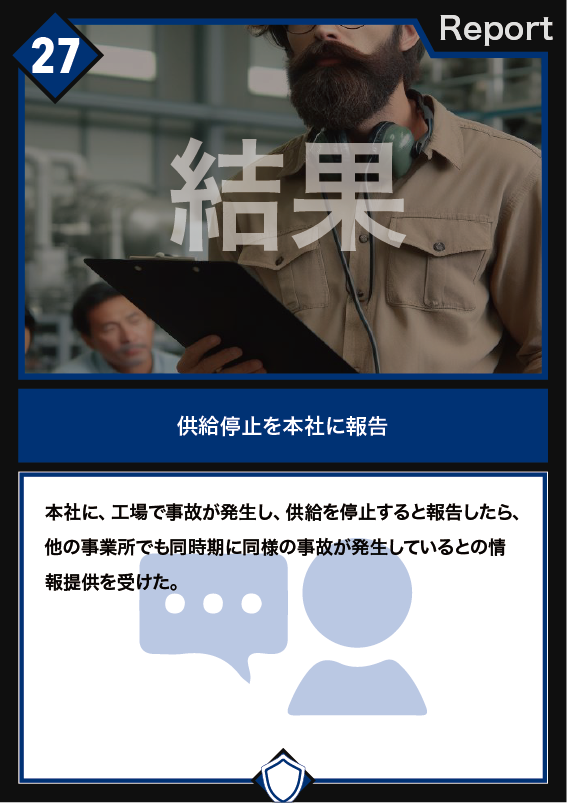 27
Report
結果
供給停止を本社に報告
本社に、工場で事故が発生し、供給を停止すると報告したら、
他の事業所でも同時期に同様の事故が発生しているとの情
報提供を受けた。